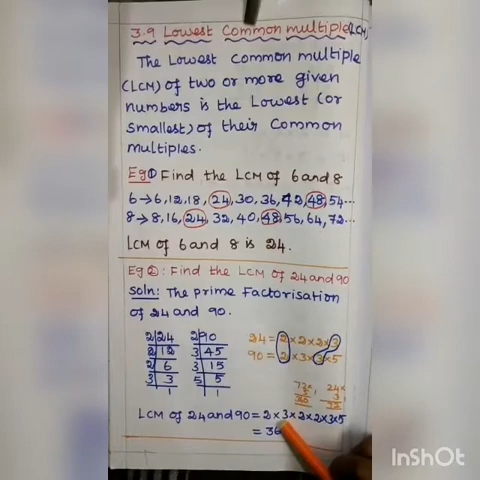 3.9 Lowest Common multiple(LCM)
The Lowest common multiple
(LCM) of two or more given
numbers is the Lowest (or
smallest) of their Common
multiples.
Eg①: Find the LCM of 6 and 8
6→6,12,18, 24,30,36,42,48,54...
8→8,16,24,32,40,48,56,64,72...
LCM of 6 and 8 is 24.
Eg②: Find the LCM of 24 and 90
Soln: The prime Factorisation
of 24 and 90.
2|24 2|90 24 = 2×2×2×3
2|12 3|45 90 = 2×3×3×5
2|6 3|15
3|3 5|5
1 1
LCM of 24 and 90 = 2×3×2×2×3×5
= 36
InShOt